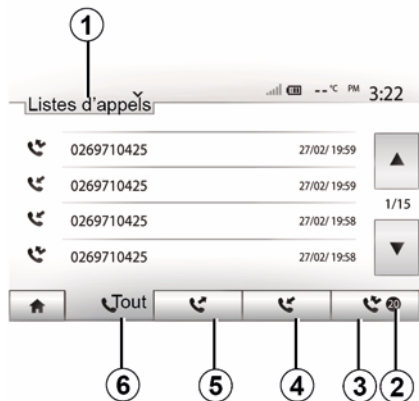 1
--°C PM 3:22
Listes d'appels
0269710425 27/02/ 19:59
0269710425 27/02/ 19:59
0269710425 27/02/ 19:58
0269710425 27/02/ 19:58
1/15
Tout
20
6 5 4 3 2